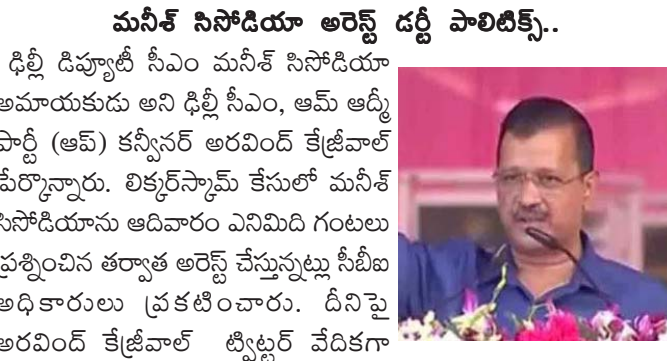 మనీశ్ సిసోడియా అరెస్ట్ డర్టీ పాలిటిక్స్..
ఢిల్లీ డిప్యూటీ సీఎం మనీశ్ సిసోడియా
అమాయకుడు అని ఢిల్లీ సీఎం, ఆమ్ ఆద్మీ
పార్టీ (ఆప్) కన్వీనర్ అరవింద్ కేజ్రీవాల్
పేర్కొన్నారు. లిక్కర్‌స్కామ్ కేసులో మనీశ్
సిసోడియాను ఆదివారం ఎనిమిది గంటలు
ప్రశ్నించిన తర్వాత అరెస్ట్ చేస్తున్నట్లు సీబీఐ
అధికారులు ప్రకటించారు. దీనిపై
అరవింద్ కేజ్రీవాల్ ట్విట్టర్ వేదికగా